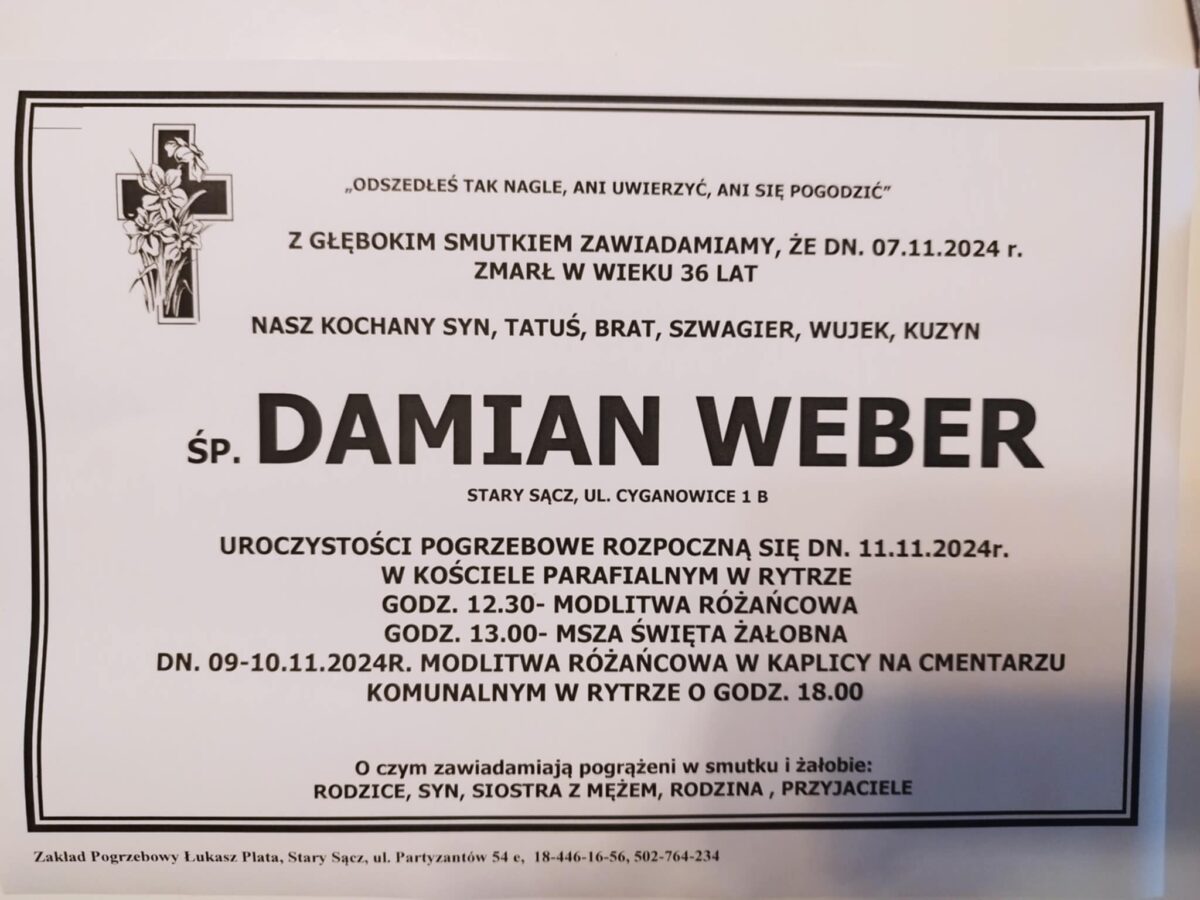 „ODSZEDŁEŚ TAK NAGLE, ANI UWIERZYĆ, ANI SIĘ POGODZIĆ”
Z GŁĘBOKIM SMUTKIEM ZAWIADAMIAMY, ŻE DN. 07.11.2024 r.
ZMARŁ W WIEKU 36 LAT
NASZ KOCHANY SYN, TATUŚ, BRAT, SZWAGIER, WUJEK, KUZYN
ŚP. DAMIAN WEBER
STARY SĄCZ, UL. CYGANOWICE 1 B
UROCZYSTOŚCI POGRZEBOWE ROZPOCZNĄ SIĘ DN. 11.11.2024r.
W KOŚCIELE PARAFIALNYM W RYTRZE
GODZ. 12.30- MODLITWA RÓŻAŃCOWA
GODZ. 13.00- MSZA ŚWIĘTA ŻAŁOBNA
DN. 09-10.11.2024R. MODLITWA RÓŻAŃCOWA W KAPLICY NA CMENTARZU
KOMUNALNYM W RYTRZE O GODZ. 18.00
O czym zawiadamiają pogrążeni w smutku i żałobie:
RODZICE, SYN, SIOSTRA Z MĘŻEM, RODZINA , PRZYJACIELE
Zakład Pogrzebowy Łukasz Plata, Stary Sącz, ul. Partyzantów 54 e, 18-446-16-56, 502-764-234